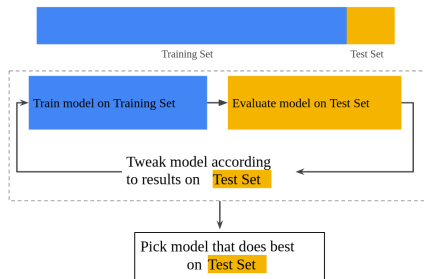 Training Set
Test Set
Train model on Training Set
Evaluate model on Test Set
Tweak model according
to results on Test Set
Pick model that does best
on Test Set